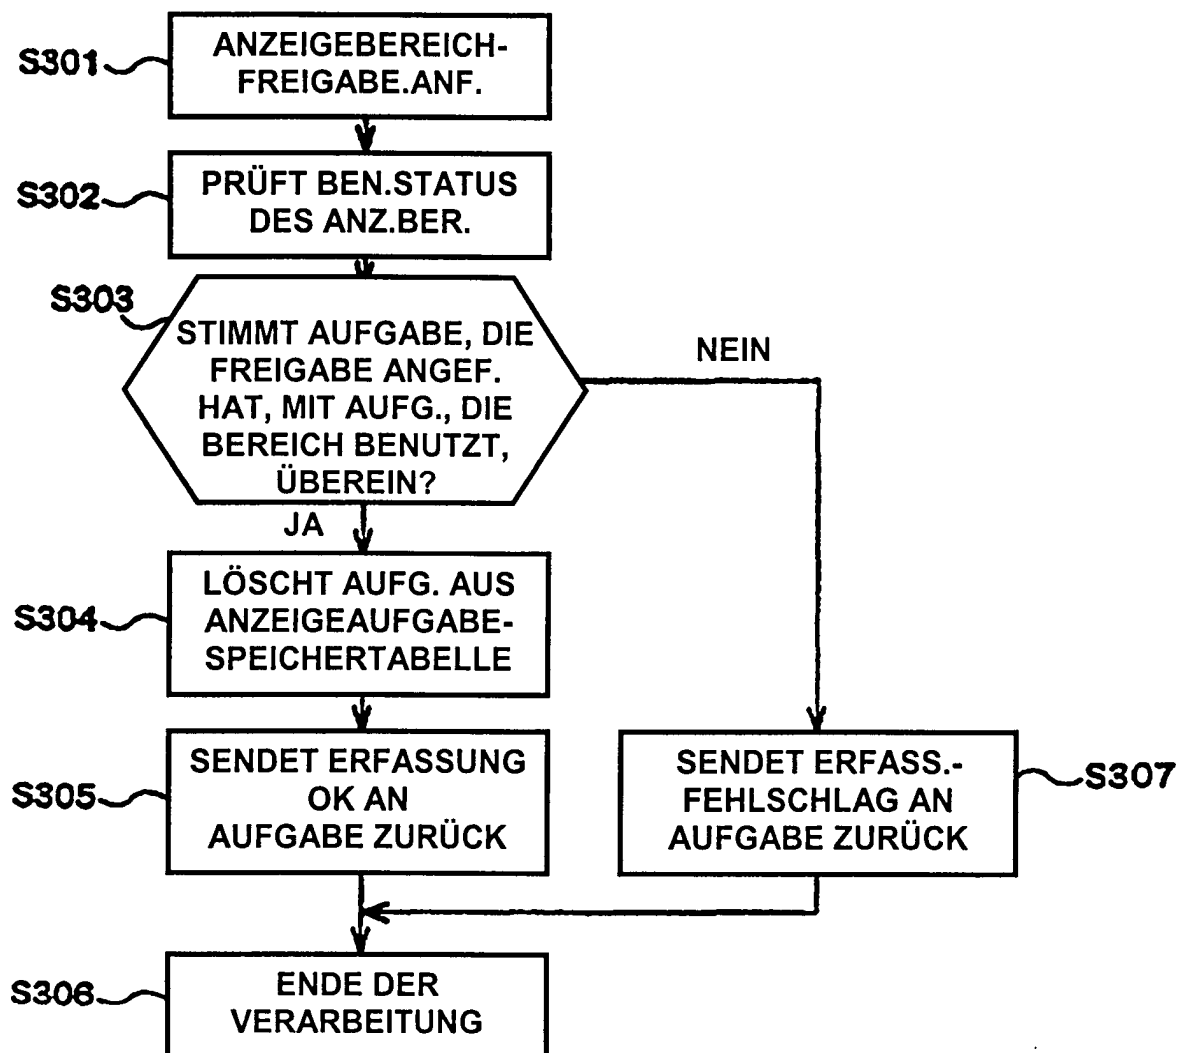 S301
ANZEIGEBEREICH-
FREIGABE.ANF.
S302
PRÜFT BEN.STATUS
DES ANZ.BER.
S303
STIMMT AUFGABE, DIE
FREIGABE ANGEF.
HAT, MIT AUFG., DIE
BEREICH BENUTZT,
ÜBEREIN?
NEIN
JA
S304
LÖSCHT AUFG. AUS
ANZEIGEAUFGABE-
SPEICHERTABELLE
S305
SENDET ERFASSUNG
OK AN
AUFGABE ZURÜCK
SENDET ERFASS.-
FEHLSCHLAG AN
AUFGABE ZURÜCK
S307
S306
ENDE DER
VERARBEITUNG